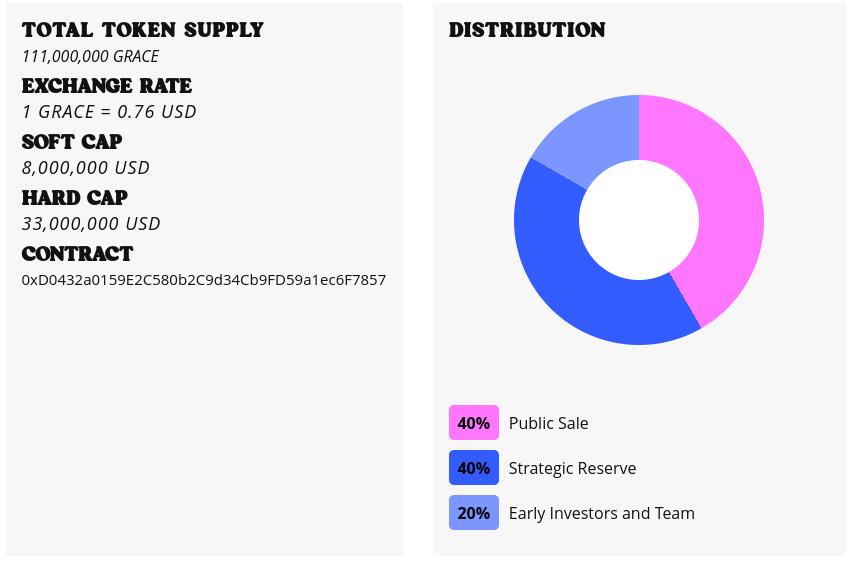 TOTAL TOKEN SUPPLY
111,000,000 GRACE
EXCHANGE RATE
1 GRACE = 0.76 USD
SOFT CAP
8,000,000 USD
HARD CAP
33,000,000 USD
CONTRACT
0xD0432a0159E2C580b2C9d34Cb9FD59a1ec6F7857
DISTRIBUTION
40% Public Sale
40% Strategic Reserve
20% Early Investors and Team